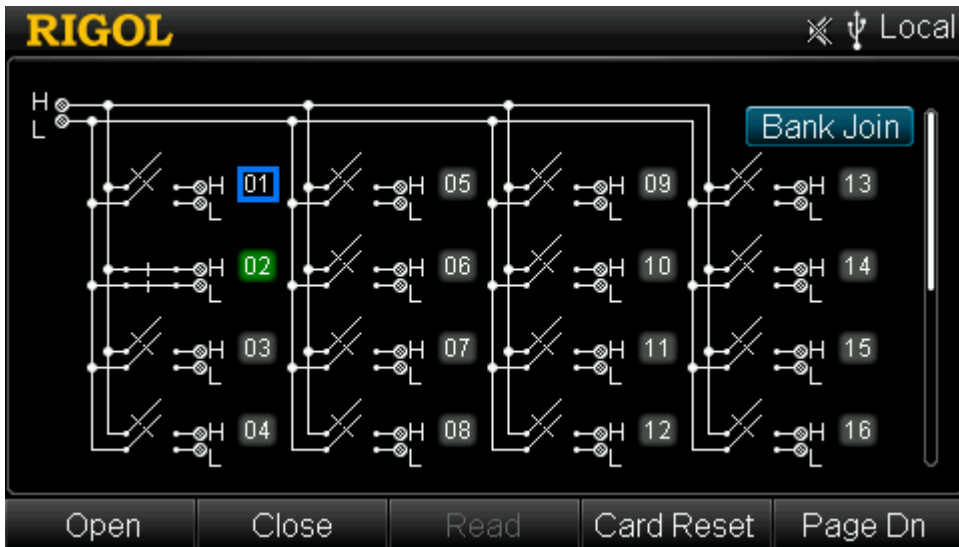 RIGOL Local
H
L
Bank Join
H 01 H 05 H 09 H 13
L L L L
H 02 H 06 H 10 H 14
L L L L
H 03 H 07 H 11 H 15
L L L L
H 04 H 08 H 12 H 16
L L L L
Open Close Read Card Reset Page Dn